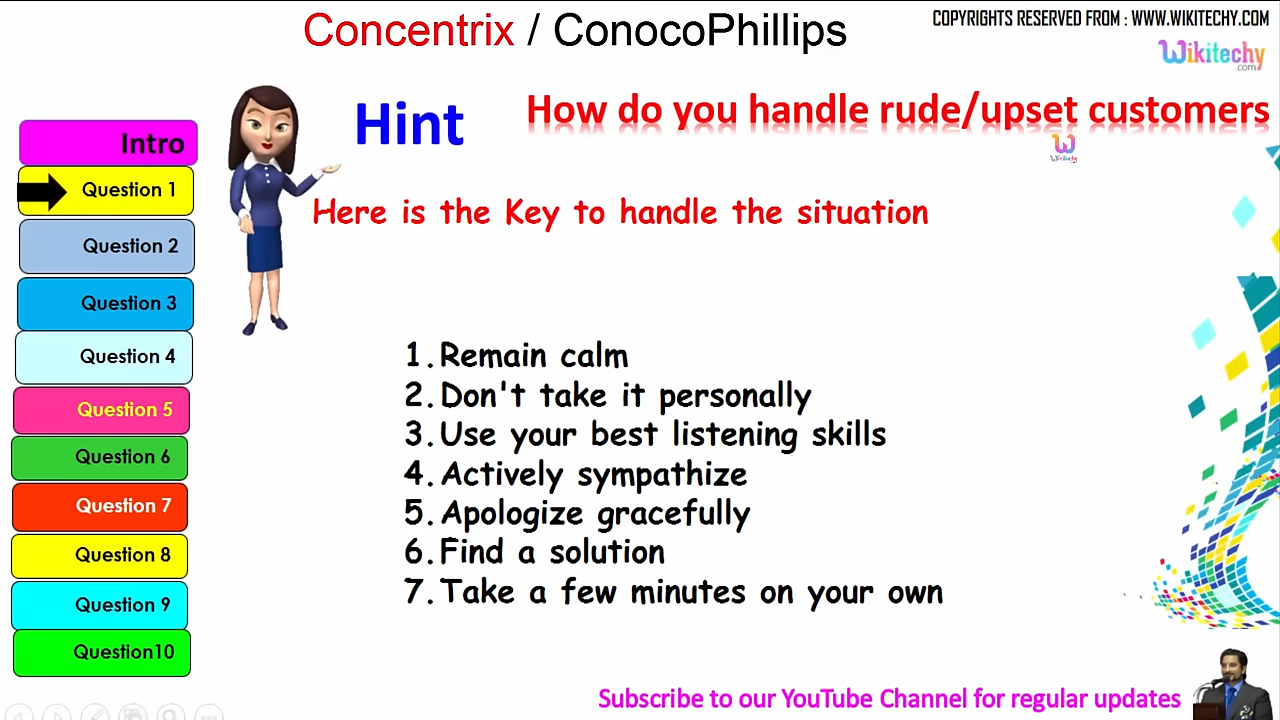 Concentrix / ConocoPhillips
COPYRIGHTS RESERVED FROM : WWW.WIKITECHY.COM
Wikitechy
.com
Hint
How do you handle rude/upset customers
Wikitechy
Here is the Key to handle the situation
Intro
Question 1
Question 2
Question 3
Question 4
Question 5
Question 6
Question 7
Question 8
Question 9
Question10
1. Remain calm
2. Don't take it personally
3. Use your best listening skills
4. Actively sympathize
5. Apologize gracefully
6. Find a solution
7. Take a few minutes on your own
Subscribe to our YouTube Channel for regular updates